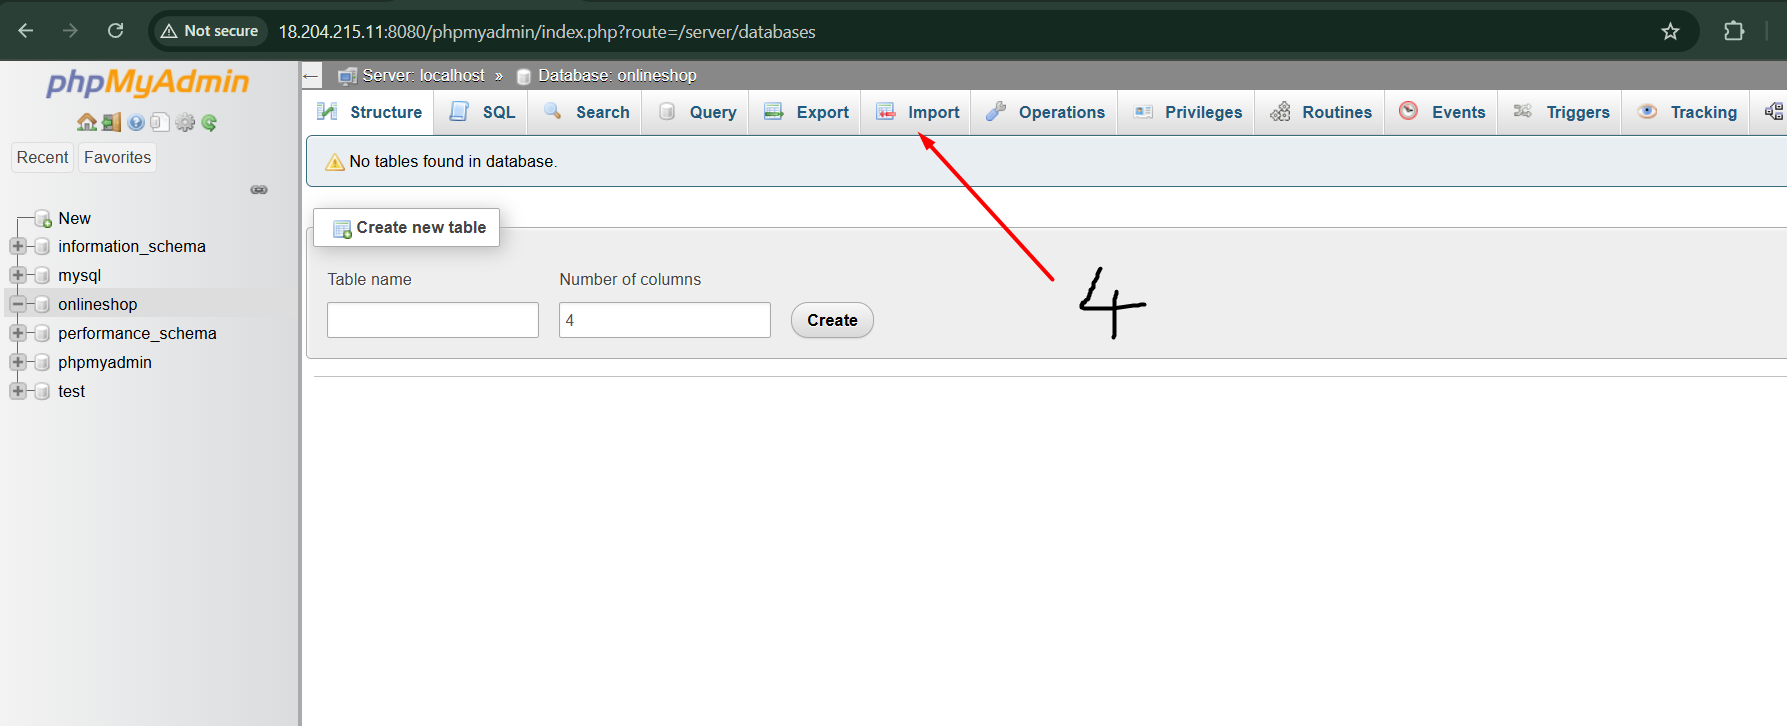 Not secure 18.204.215.11:8080/phpmyadmin/index.php?route=/server/databases
phpMyAdmin
Recent Favorites
New
information_schema
mysql
onlineshop
performance_schema
phpmyadmin
test
Server: localhost » Database: onlineshop
Structure SQL Search Query Export Import Operations Privileges Routines Events Triggers Tracking
No tables found in database.
Create new table
Table name Number of columns
4 Create
4